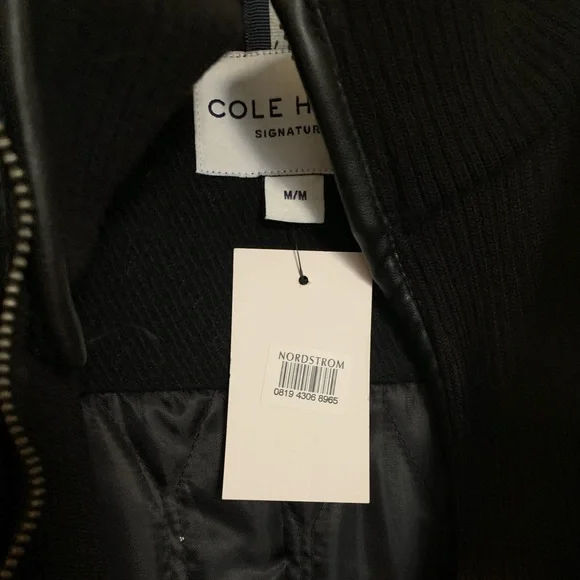 COLE H
SIGNATUR
M/M
NORDSTROM
0819 4306 8965